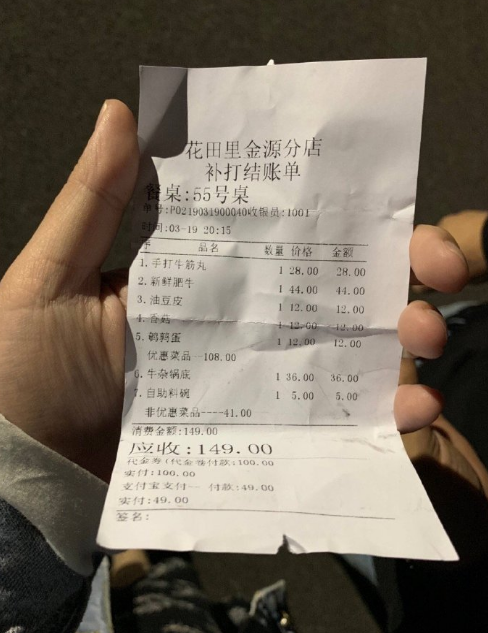 花田里金源分店
补打结账单
餐桌:55号桌
单号:P0219031900040收银员:1001
时间:03-19 20:15
品名 数量 价格 金额
1.手打牛筋丸 1 28.00 28.00
2.新鲜肥牛 1 44.00 44.00
3.油豆皮 1 12.00 12.00
4.香菇 1 12.00 12.00
5.鹌鹑蛋 1 12.00 12.00
优惠菜品--108.00
6.牛杂锅底 1 36.00 36.00
7.自助料碗 1 5.00 5.00
非优惠菜品----41.00
消费金额:149.00
应收:149.00
代金券(代金券付款:100.00
实付:100.00
支付宝支付-- 付款:49.00
实付:49.00
签名: